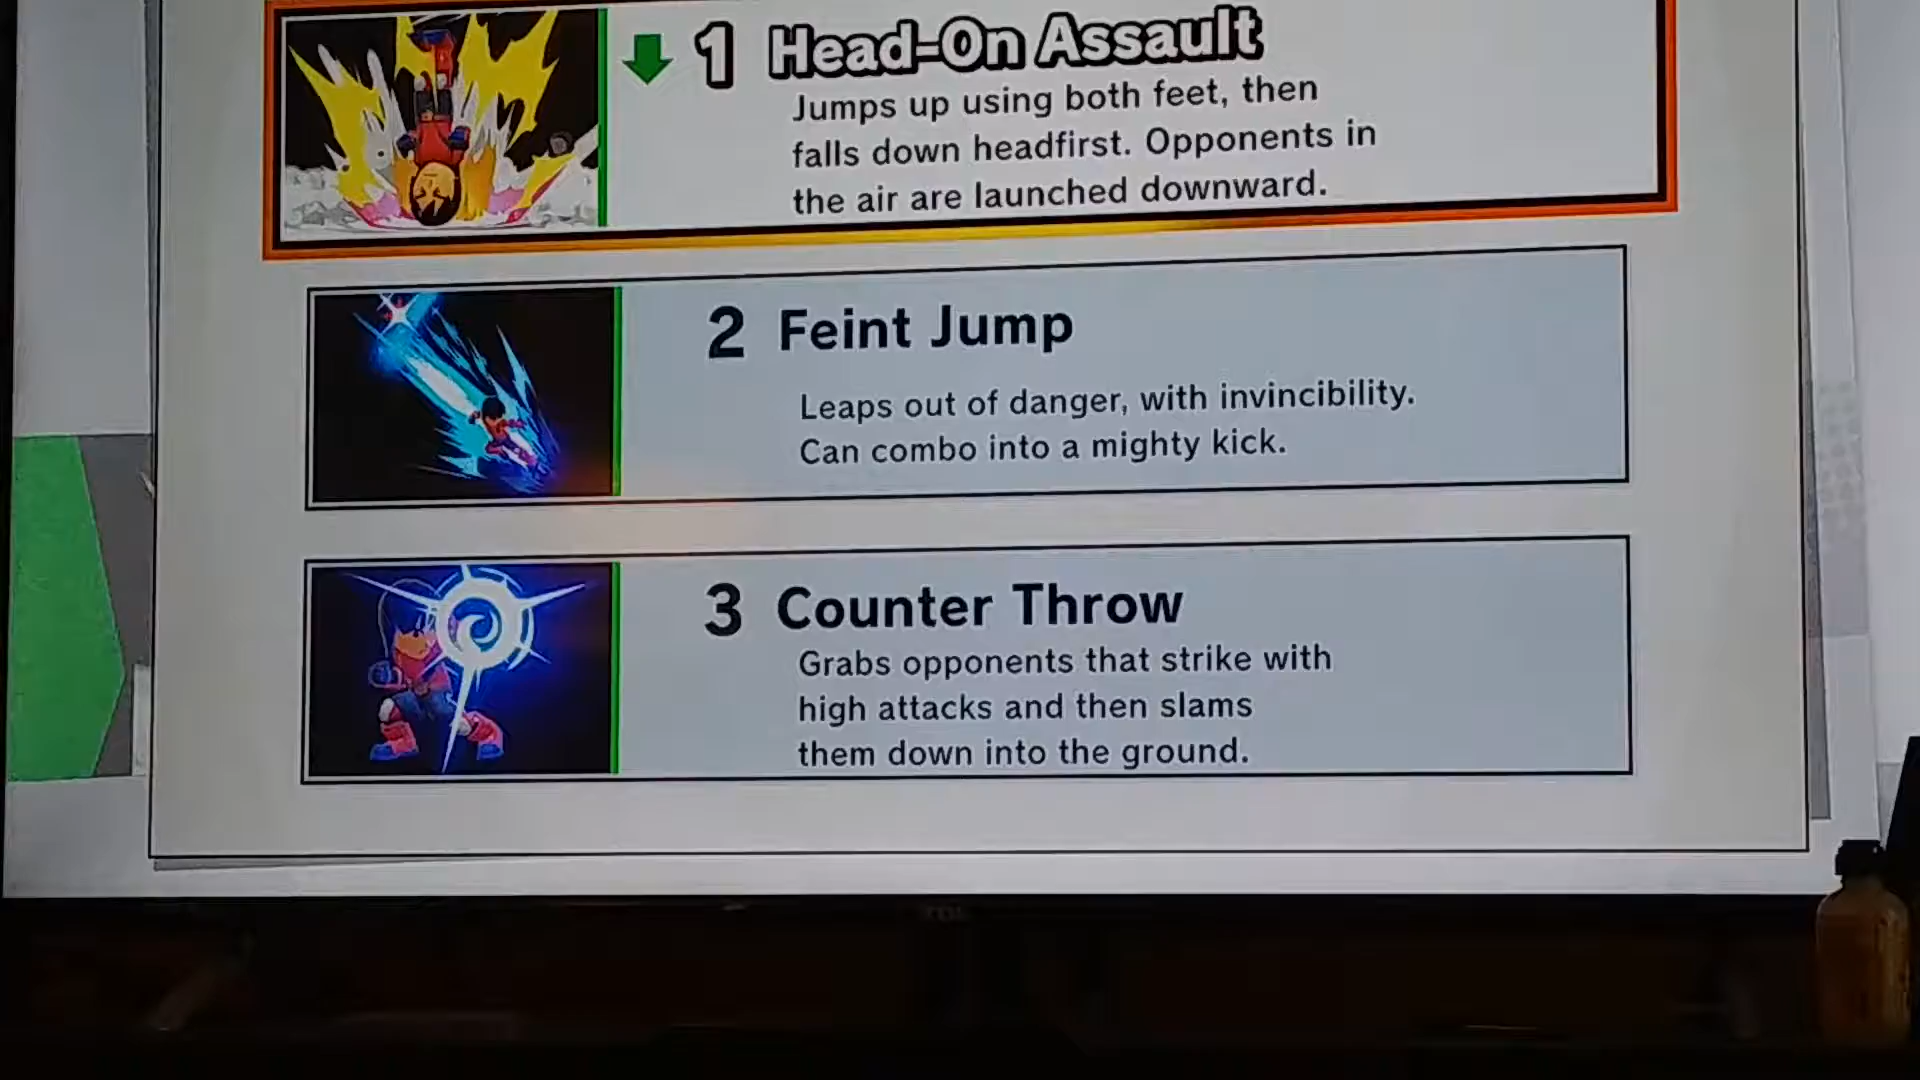 1 Head-On Assault
Jumps up using both feet, then
falls down headfirst. Opponents in
the air are launched downward.
2 Feint Jump
Leaps out of danger, with invincibility.
Can combo into a mighty kick.
3 Counter Throw
Grabs opponents that strike with
high attacks and then slams
them down into the ground.